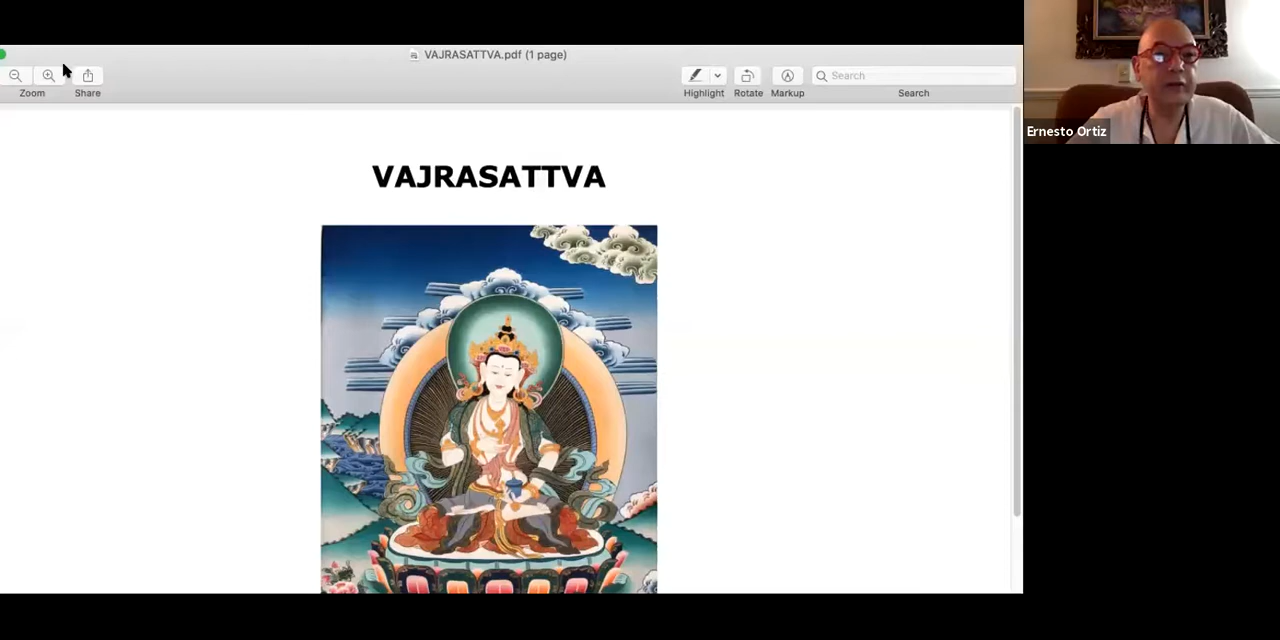 VAJRASATTVA.pdf (1 page)
Zoom
Share
Highlight
Rotate
Markup
Search
Search
Ernesto Ortiz
VAJRASATTVA